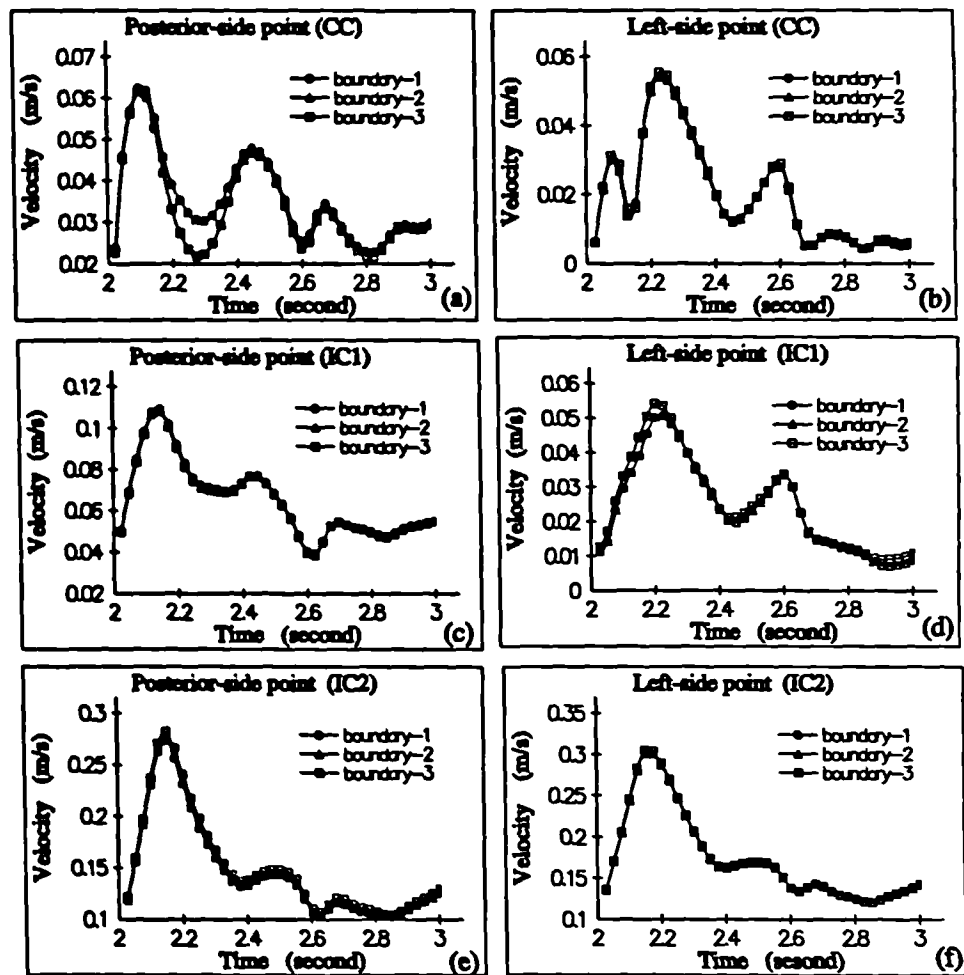 Posterior-side point (CC)
Velocity (m/s)
0.07
0.06
0.05
0.04
0.03
0.02
boundary-1
boundary-2
boundary-3
2
2.2
2.4
2.6
2.8
3
Time (second)
(a)
Left-side point (CC)
Velocity (m/s)
0.06
0.04
0.02
0
boundary-1
boundary-2
boundary-3
2
2.2
2.4
2.6
2.8
3
Time (second)
(b)
Posterior-side point (IC1)
Velocity (m/s)
0.12
0.1
0.08
0.06
0.04
0.02
boundary-1
boundary-2
boundary-3
2
2.2
2.4
2.6
2.8
3
Time (second)
(c)
Left-side point (IC1)
Velocity (m/s)
0.06
0.05
0.04
0.03
0.02
0.01
0
boundary-1
boundary-2
boundary-3
2
2.2
2.4
2.6
2.8
3
Time (second)
(d)
Posterior-side point (IC2)
Velocity (m/s)
0.3
0.25
0.2
0.15
0.1
boundary-1
boundary-2
boundary-3
2
2.2
2.4
2.6
2.8
3
Time (second)
(e)
Left-side point (IC2)
Velocity (m/s)
0.35
0.3
0.25
0.2
0.15
0.1
boundary-1
boundary-2
boundary-3
2
2.2
2.4
2.6
2.8
3
Time (sesond)
(f)